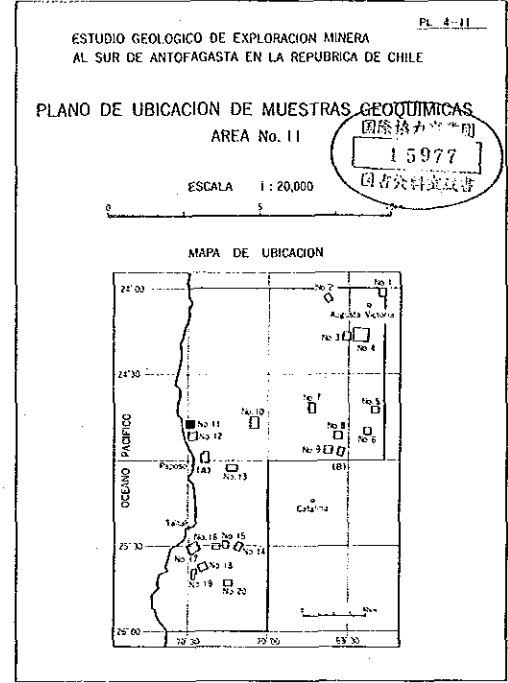 PL. 4-11
ESTUDIO GEOLOGICO DE EXPLORACION MINERA
AL SUR DE ANTOFAGASTA EN LA REPUBRICA DE CHILE
PLANO DE UBICACION DE MUESTRAS GEOQUIMICAS
AREA No. 11
国際協力
15977
ESCALA 1:20,000
0 5
MAPA DE UBICACION
24°00'
No 2
No 1
Augusta Victoria
No 3
No 4
24°30'
No 7
No 5
No 10
No 11
No 8
No 6
No 12
No 9
Paposo
(A)
(B)
No 13
OCEANO PACIFICO
Catalina
Taltal
25°30'
No 16
No 15
No 14
No 17
No 18
No 19
No 20
26°00'
70°30'
70°00'
69°30'